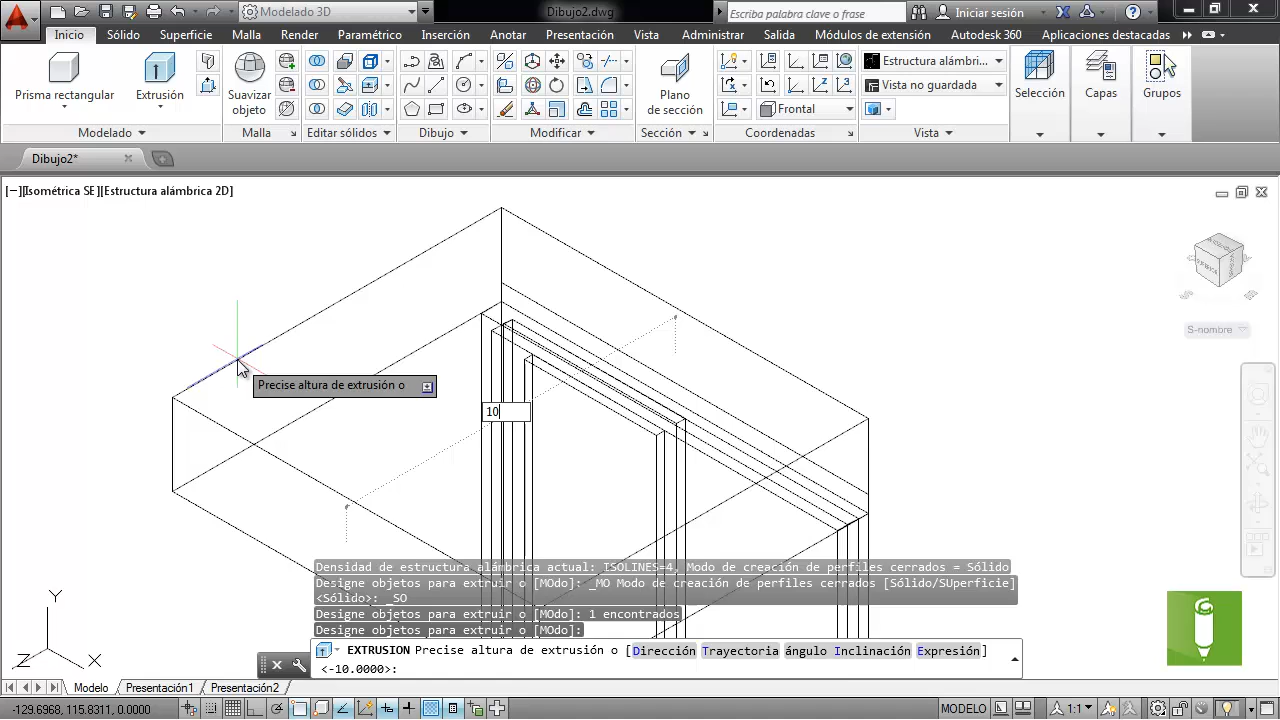 Modelado 3D
Dibujo2.dwg
Escriba palabra clave o frase
Iniciar sesión
Inicio
Sólido
Superficie
Malla
Render
Paramétrico
Inserción
Anotar
Presentación
Vista
Administrar
Salida
Módulos de extensión
Autodesk 360
Aplicaciones destacadas
Prisma rectangular
Extrusión
Suavizar objeto
Plano de sección
Estructura alámbri...
Vista no guardada
Frontal
Selección
Capas
Grupos
Modelado
Malla
Editar sólidos
Dibujo
Modificar
Sección
Coordenadas
Vista
Dibujo2*
[−][Isométrica SE][Estructura alámbrica 2D]
S-nombre
Precise altura de extrusión o
10
Densidad de estructura alámbrica actual: ISOLINES=4, Modo de creación de perfiles cerrados = Sólido
Designe objetos para extruir o [MOdo]: _MO Modo de creación de perfiles cerrados [Sólido/SUperficie]
<Sólido>: _SO
Designe objetos para extruir o [MOdo]: 1 encontrados
Designe objetos para extruir o [MOdo]:
EXTRUSION Precise altura de extrusión o [Dirección Trayectoria ángulo Inclinación Expresión]
<-10.0000>:
Y
Z
X
Modelo
Presentación1
Presentación2
-129.6968, 115.8311, 0.0000
MODELO
1:1